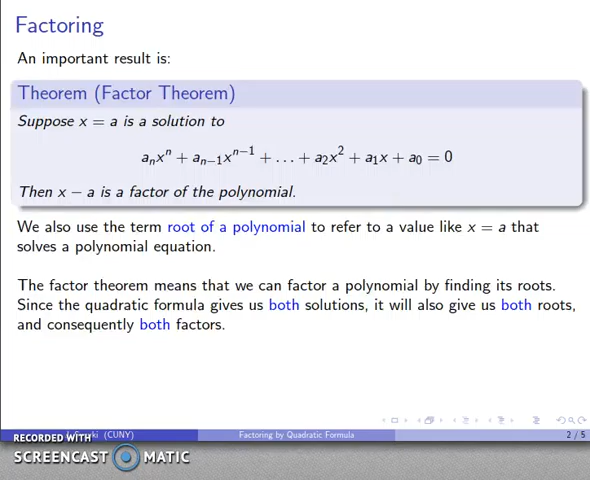 Factoring
An important result is:
Theorem (Factor Theorem)
Suppose x = a is a solution to
aₙxⁿ + aₙ₋₁xⁿ⁻¹ + . . . + a₂x² + a₁x + a₀ = 0
Then x − a is a factor of the polynomial.
We also use the term root of a polynomial to refer to a value like x = a that
solves a polynomial equation.
The factor theorem means that we can factor a polynomial by finding its roots.
Since the quadratic formula gives us both solutions, it will also give us both roots,
and consequently both factors.
(CUNY) Factoring by Quadratic Formula 2 / 5
RECORDED WITH
SCREENCAST MATIC